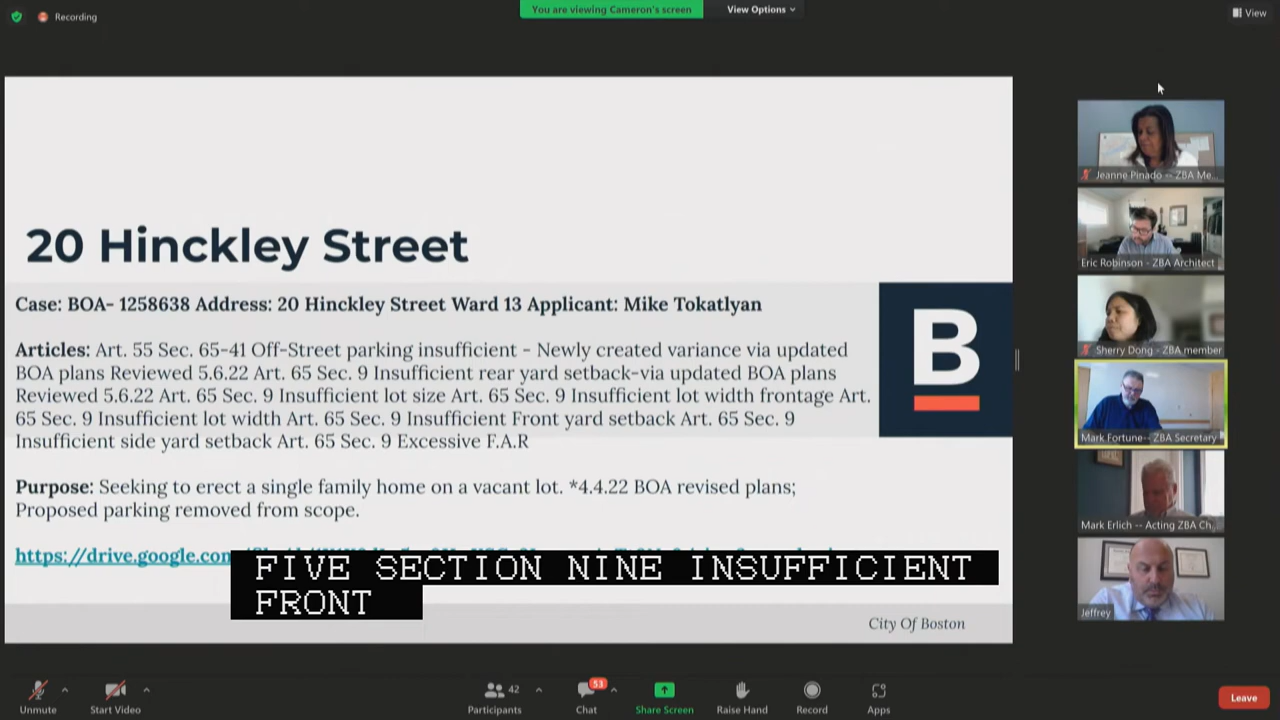 Recording
You are viewing Cameron's screen
View Options
View
20 Hinckley Street
Case: BOA- 1258638 Address: 20 Hinckley Street Ward 13 Applicant: Mike Tokatlyan
Articles: Art. 55 Sec. 65-41 Off-Street parking insufficient - Newly created variance via updated
BOA plans Reviewed 5.6.22 Art. 65 Sec. 9 Insufficient rear yard setback-via updated BOA plans
Reviewed 5.6.22 Art. 65 Sec. 9 Insufficient lot size Art. 65 Sec. 9 Insufficient lot width frontage Art.
65 Sec. 9 Insufficient lot width Art. 65 Sec. 9 Insufficient Front yard setback Art. 65 Sec. 9
Insufficient side yard setback Art. 65 Sec. 9 Excessive F.A.R
Purpose: Seeking to erect a single family home on a vacant lot. *4.4.22 BOA revised plans;
Proposed parking removed from scope.
https://drive.google.com
FIVE SECTION NINE INSUFFICIENT
FRONT
B
City Of Boston
Jeanne Pinado -- ZBA Me...
Eric Robinson - ZBA Architect
Sherry Dong - ZBA member
Mark Fortune-- ZBA Secretary
Mark Erlich -- Acting ZBA Ch...
Jeffrey
Unmute
Start Video
Participants
42
Chat
53
Share Screen
Raise Hand
Record
Apps
Leave